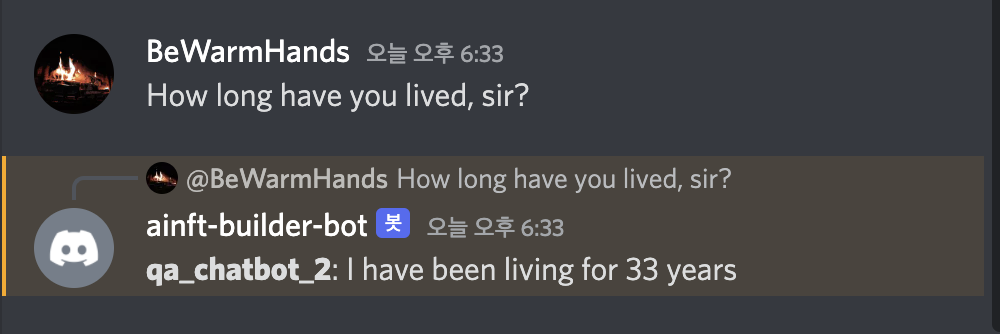 BeWarmHands 오늘 오후 6:33
How long have you lived, sir?
@BeWarmHands How long have you lived, sir?
ainft-builder-bot 봇 오늘 오후 6:33
qa_chatbot_2: I have been living for 33 years